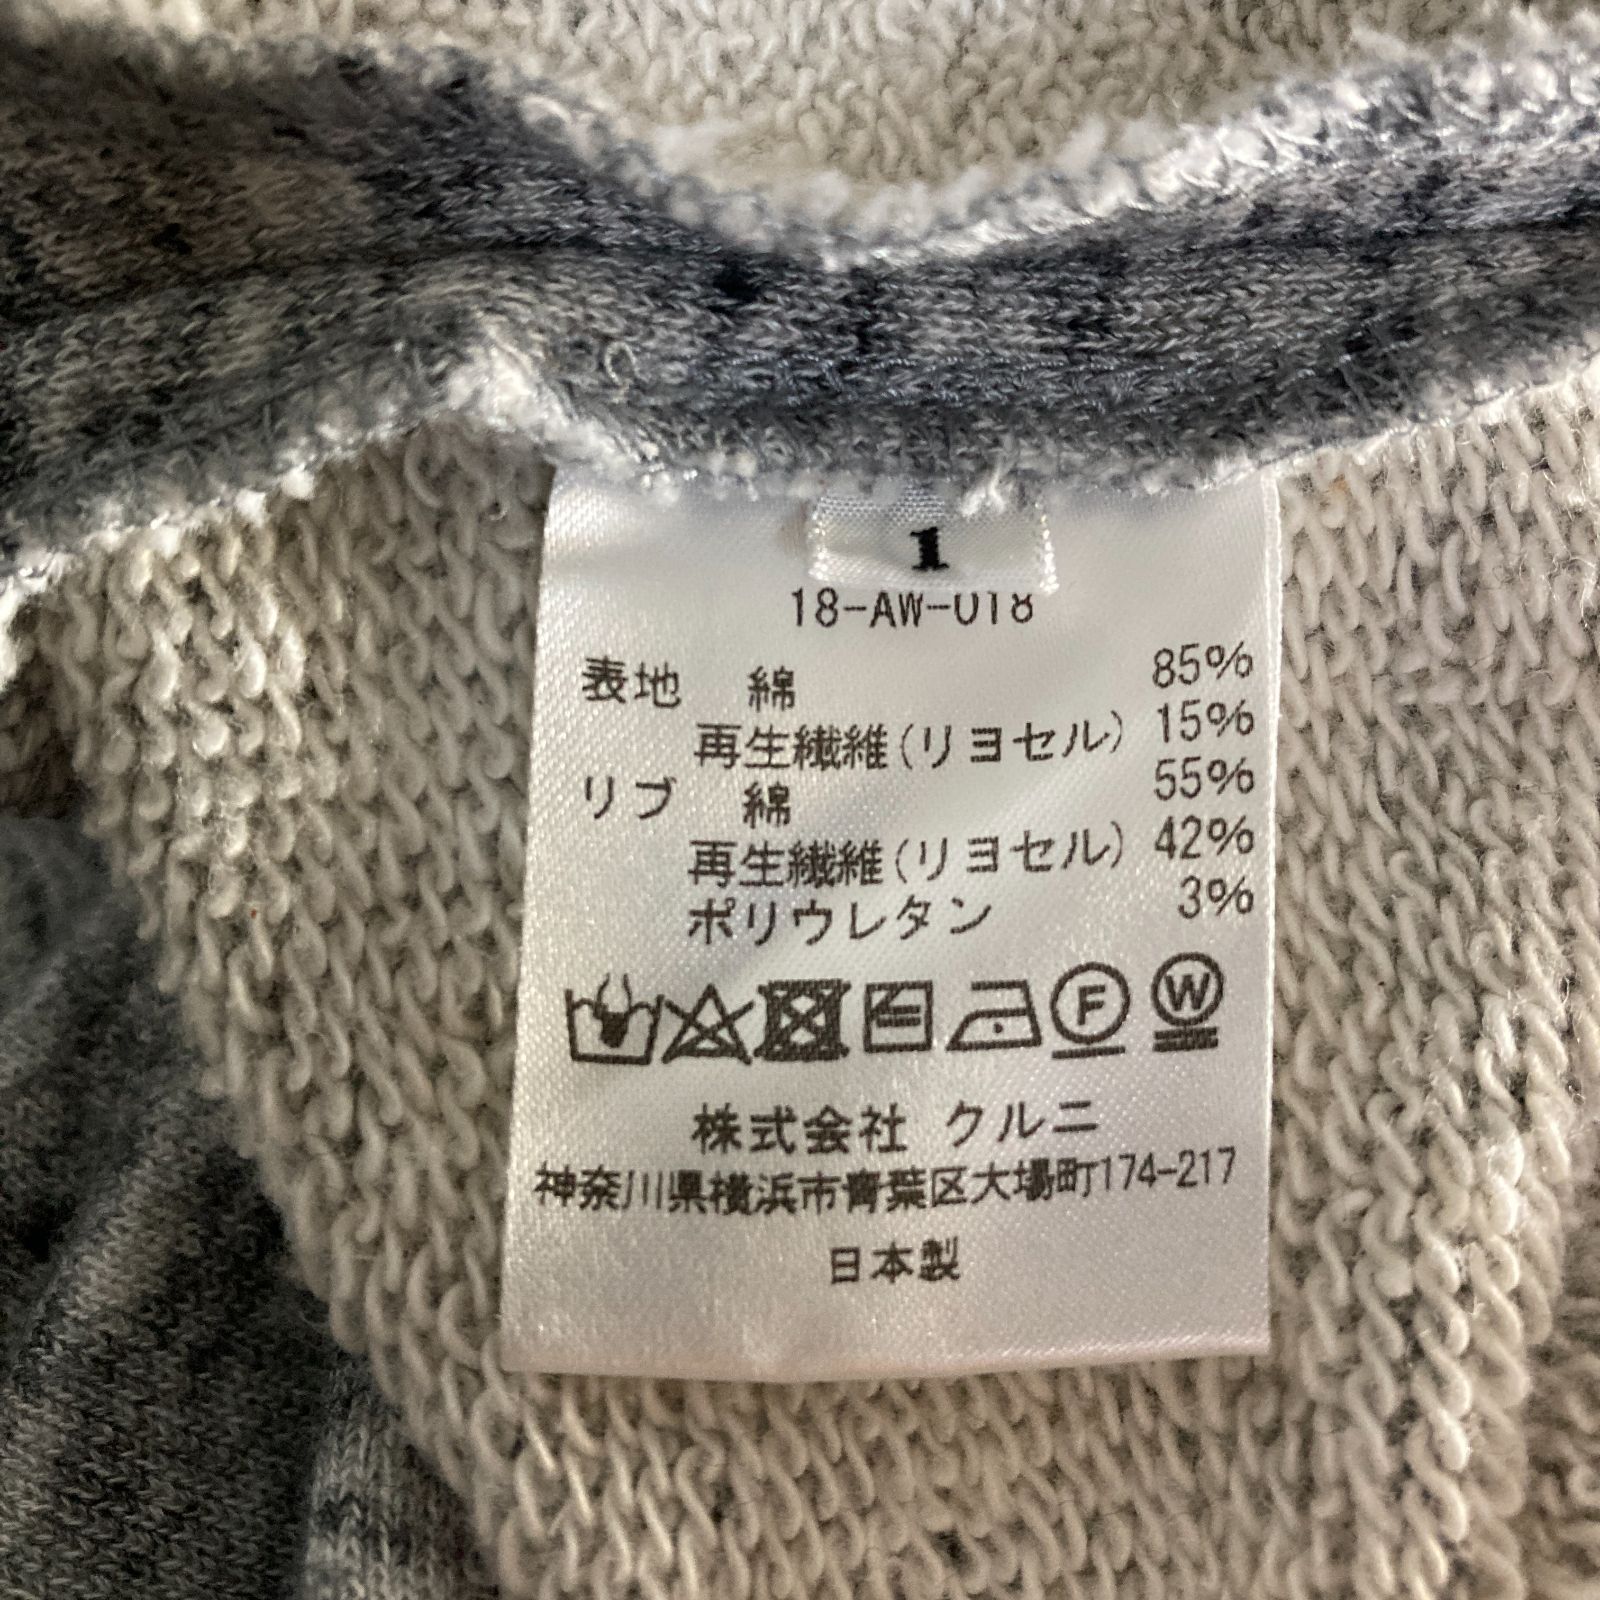 1
18-AW-018
表地 綿 85%
再生繊維(リヨセル) 15%
リブ 綿 55%
再生繊維(リヨセル) 42%
ポリウレタン 3%
F W
株式会社 クルニ
神奈川県横浜市青葉区大場町174-217
日本製